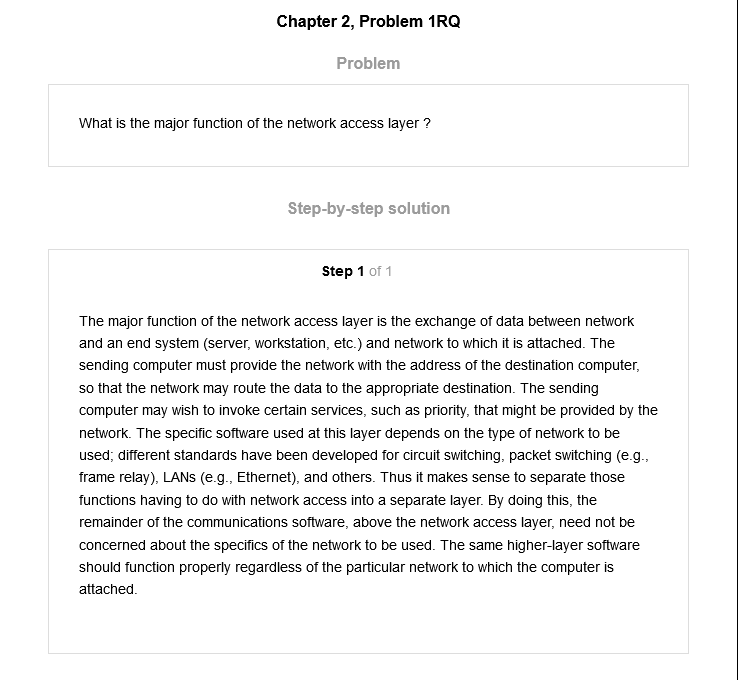 Chapter 2, Problem 1RQ
Problem
What is the major function of the network access layer ?
Step-by-step solution
Step 1 of 1
The major function of the network access layer is the exchange of data between network
and an end system (server, workstation, etc.) and network to which it is attached. The
sending computer must provide the network with the address of the destination computer,
so that the network may route the data to the appropriate destination. The sending
computer may wish to invoke certain services, such as priority, that might be provided by the
network. The specific software used at this layer depends on the type of network to be
used; different standards have been developed for circuit switching, packet switching (e.g.,
frame relay), LANs (e.g., Ethernet), and others. Thus it makes sense to separate those
functions having to do with network access into a separate layer. By doing this, the
remainder of the communications software, above the network access layer, need not be
concerned about the specifics of the network to be used. The same higher-layer software
should function properly regardless of the particular network to which the computer is
attached.